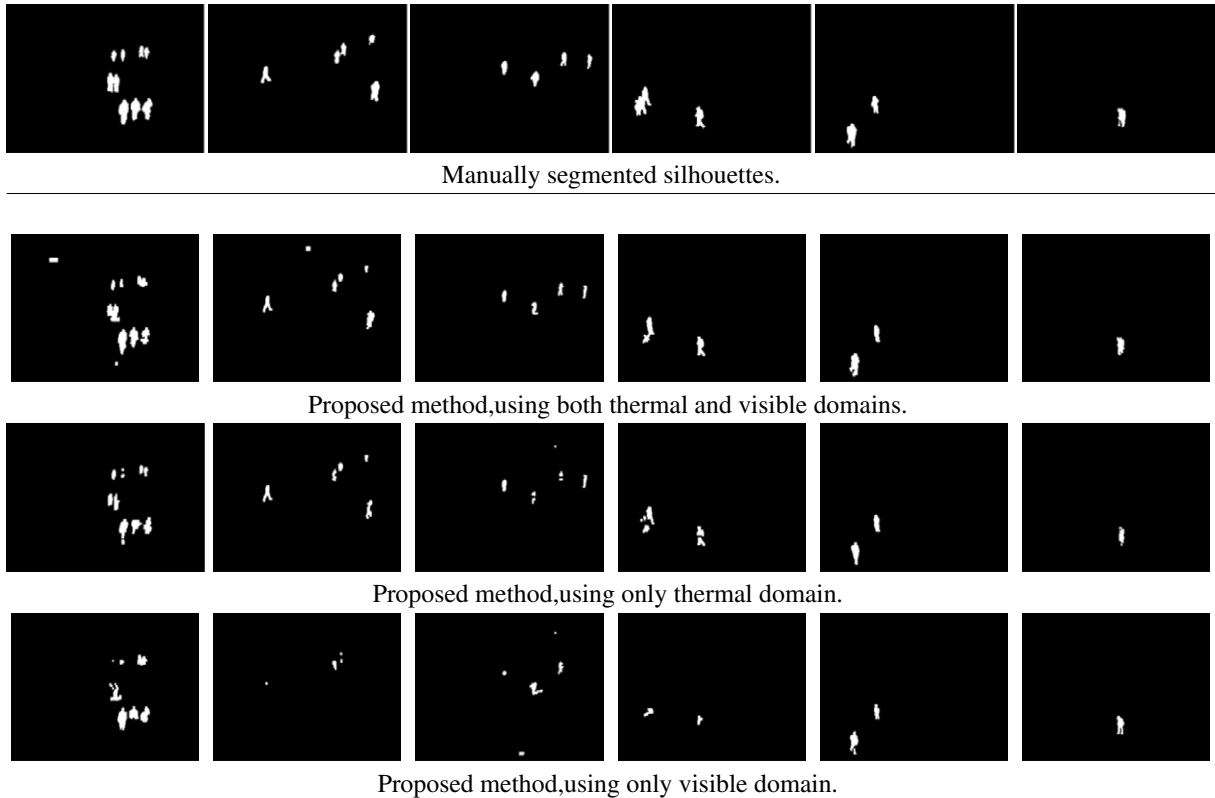 Manually segmented silhouettes.
Proposed method,using both thermal and visible domains.
Proposed method,using only thermal domain.
Proposed method,using only visible domain.